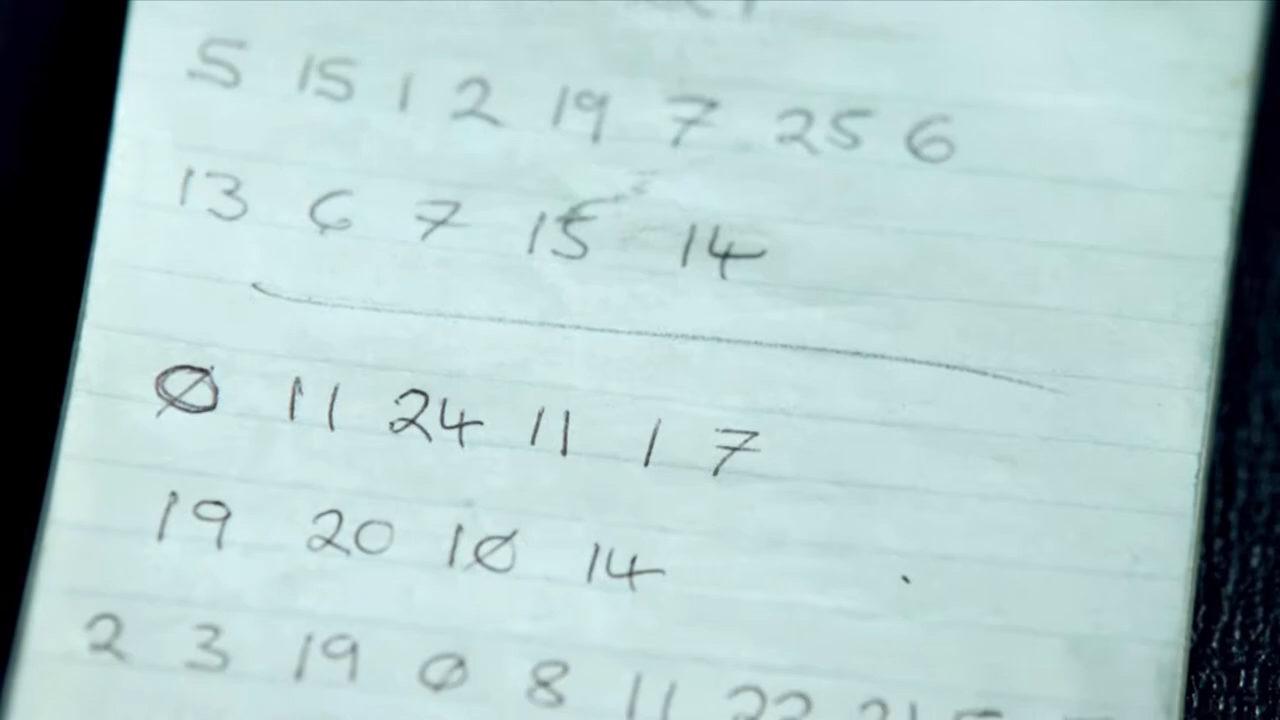 5 15 1 2 19 7 25 6
13 6 7 15 14
Ø 11 24 11 1 7
19 20 1Ø 14
2 3 19 Ø 8 11 22